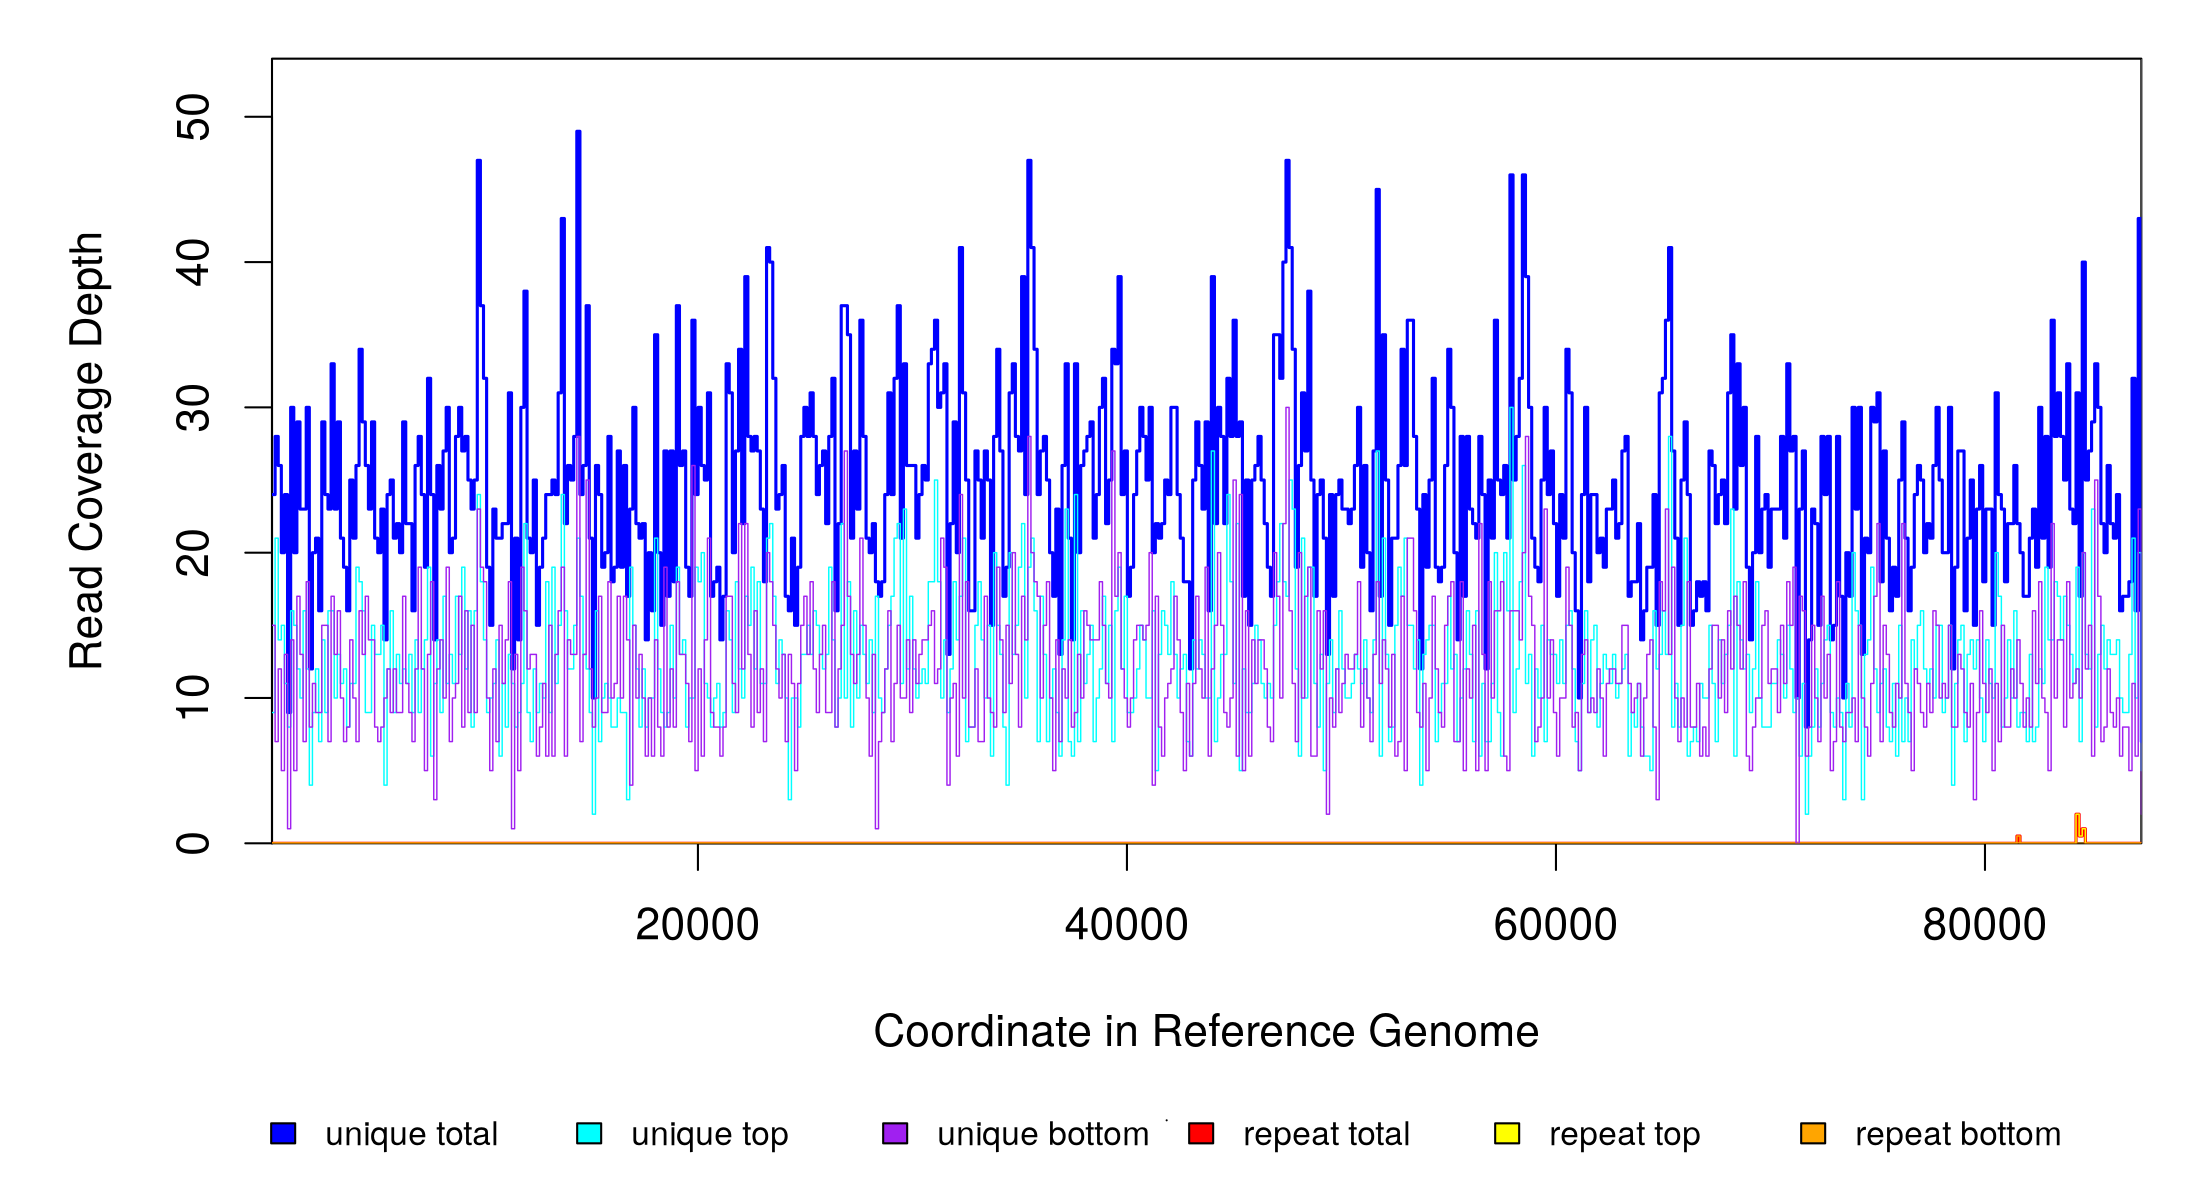 50
40
30
20
10
0
Read Coverage Depth
20000 40000 60000 80000
Coordinate in Reference Genome
unique total unique top unique bottom repeat total repeat top repeat bottom